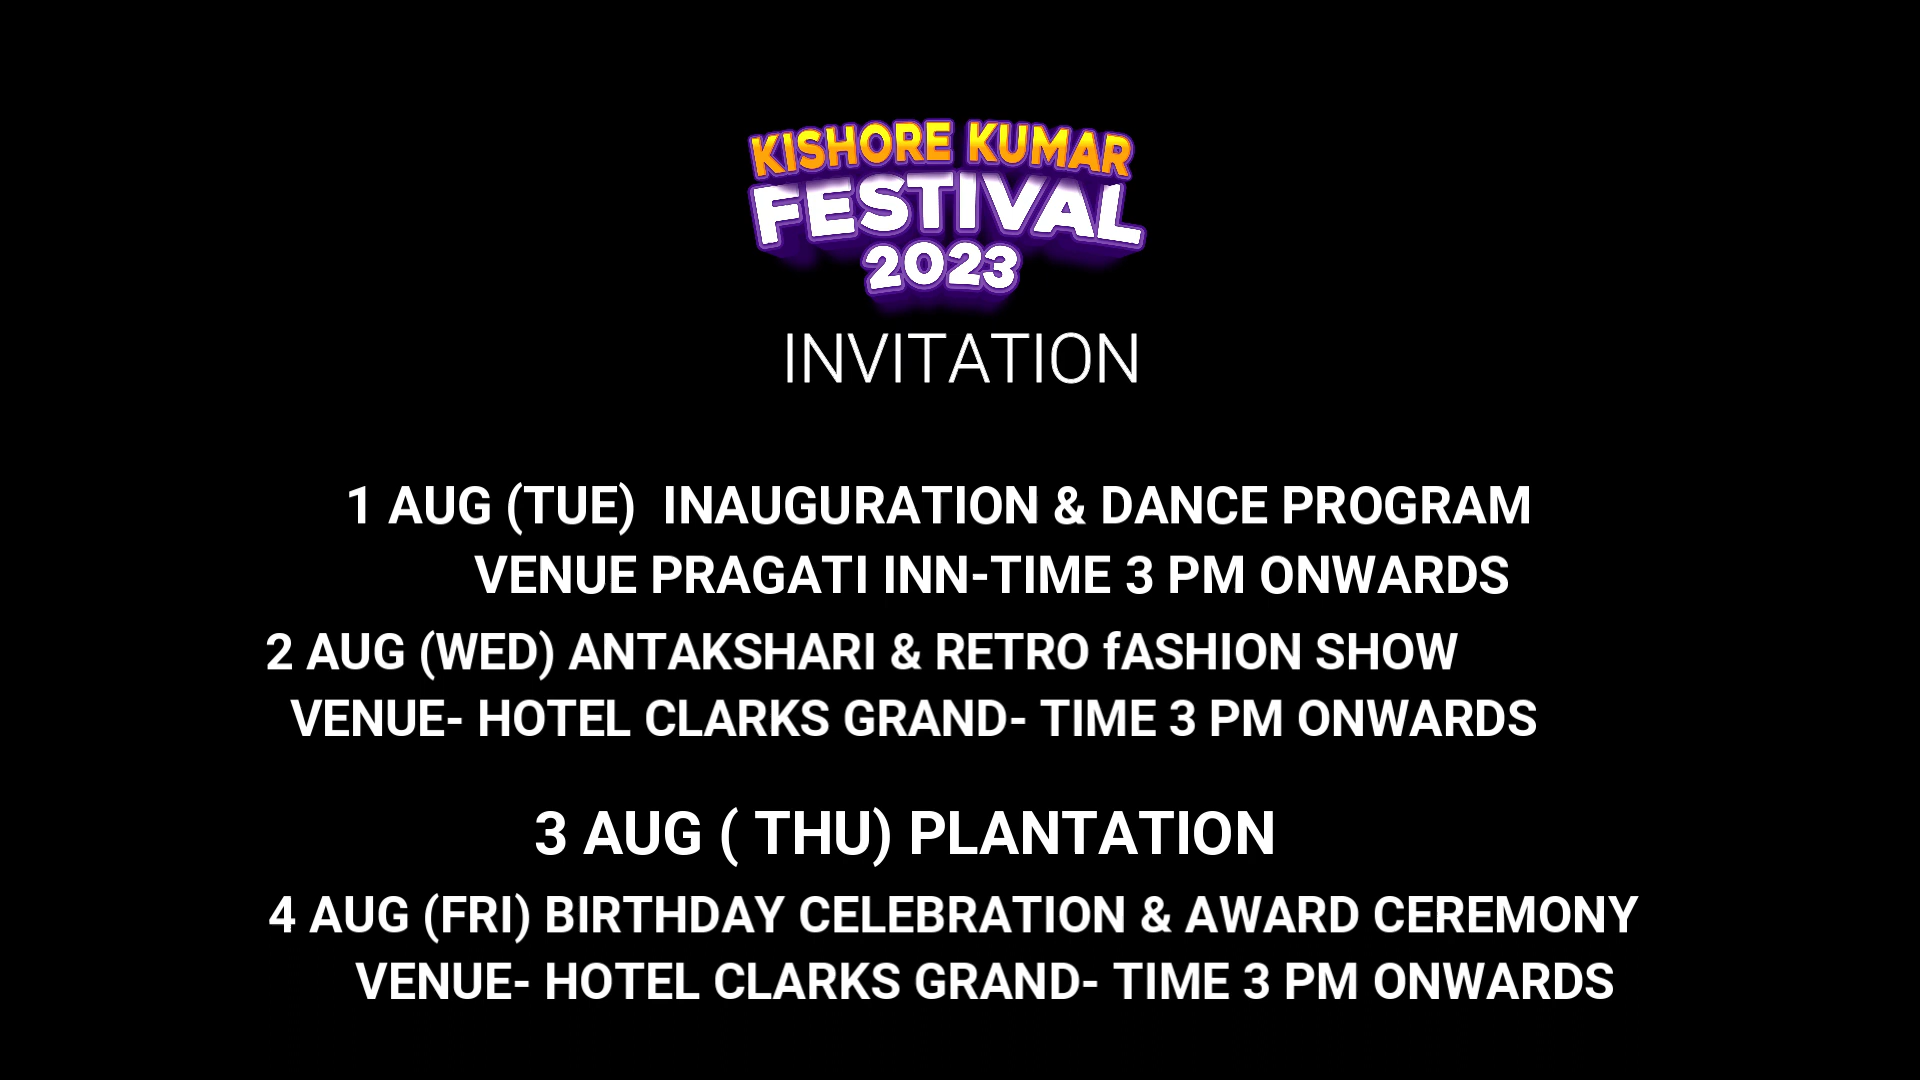 KISHORE KUMAR
FESTIVAL
2023
INVITATION
1 AUG (TUE)  INAUGURATION & DANCE PROGRAM
VENUE PRAGATI INN-TIME 3 PM ONWARDS
2 AUG (WED) ANTAKSHARI & RETRO fASHION SHOW
VENUE- HOTEL CLARKS GRAND- TIME 3 PM ONWARDS
3 AUG ( THU) PLANTATION
4 AUG (FRI) BIRTHDAY CELEBRATION & AWARD CEREMONY
VENUE- HOTEL CLARKS GRAND- TIME 3 PM ONWARDS